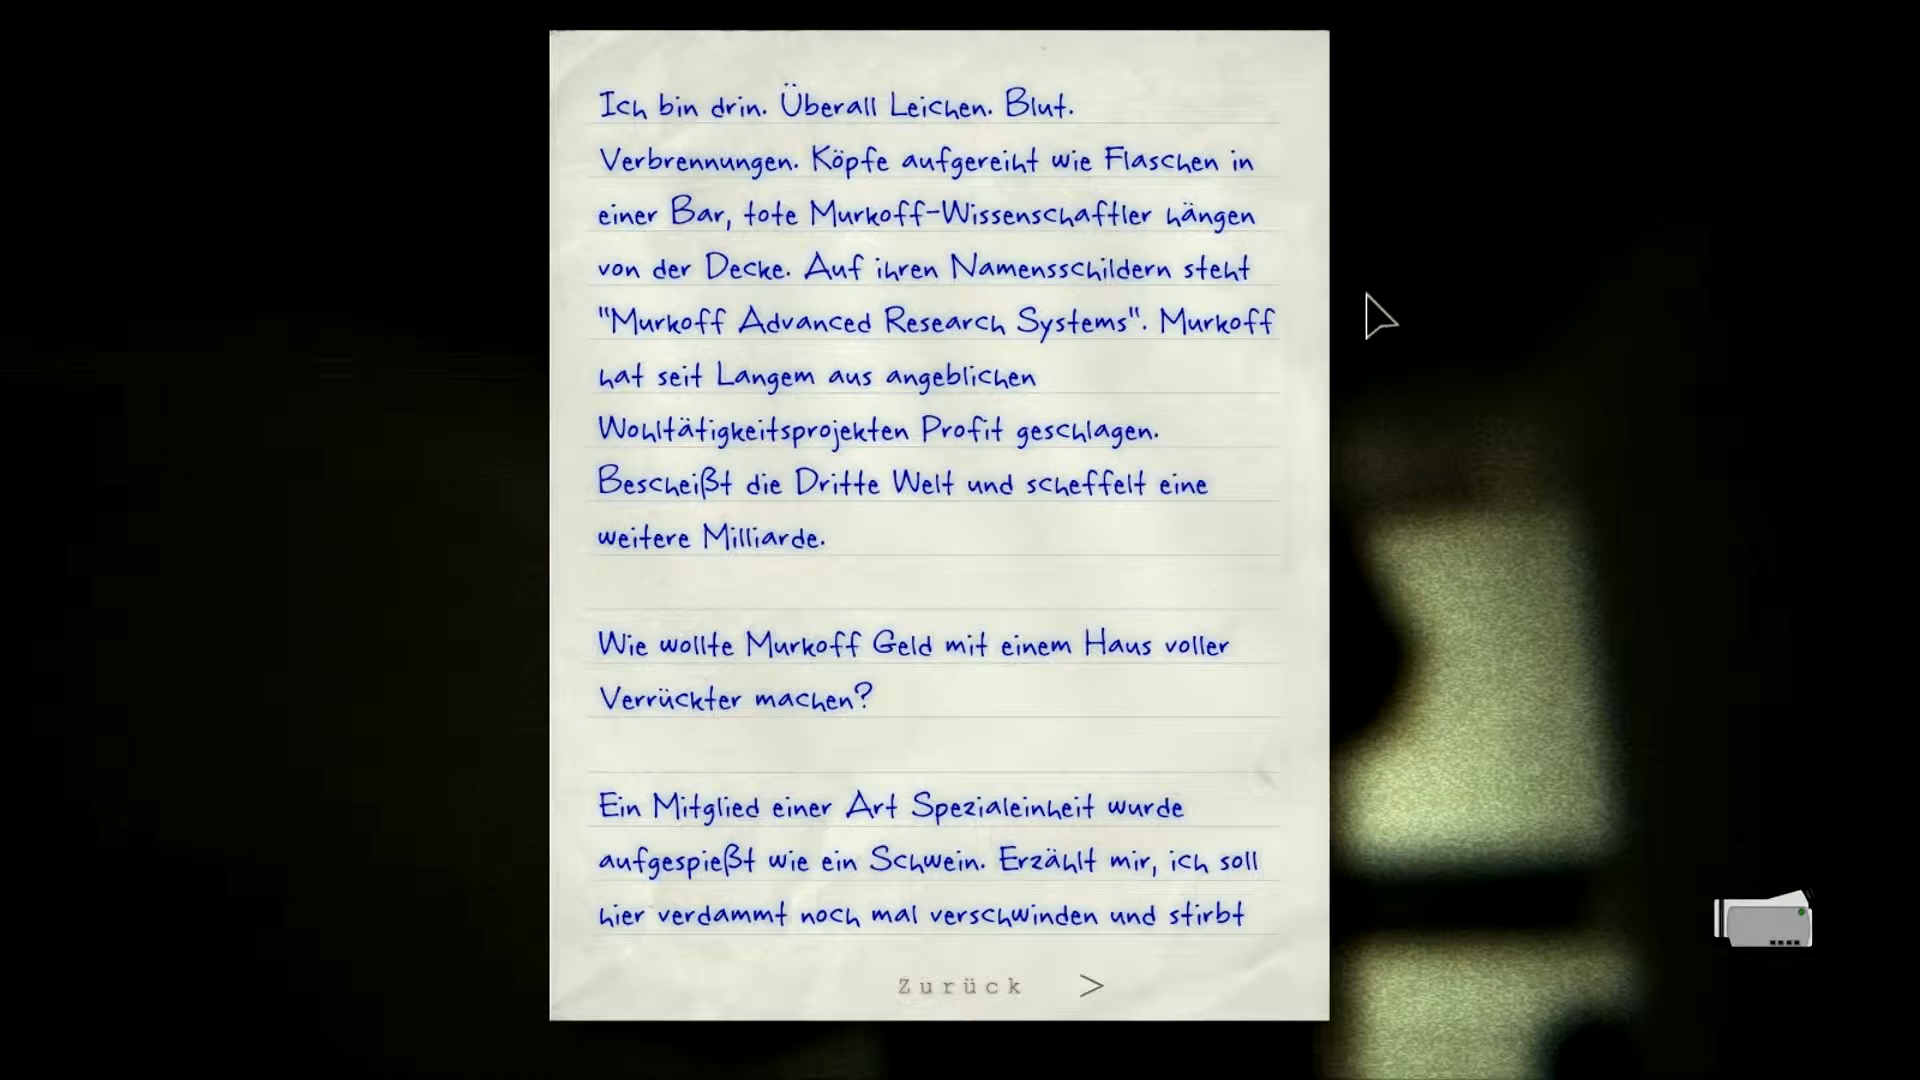 Ich bin drin. Überall Leichen. Blut.
Verbrennungen. Köpfe aufgereiht wie Flaschen in
einer Bar, tote Murkoff-Wissenschaftler hängen
von der Decke. Auf ihren Namensschildern steht
"Murkoff Advanced Research Systems". Murkoff
hat seit Langem aus angeblichen
Wohltätigkeitsprojekten Profit geschlagen.
Bescheißt die Dritte Welt und scheffelt eine
weitere Milliarde.
Wie wollte Murkoff Geld mit einem Haus voller
Verrückter machen?
Ein Mitglied einer Art Spezialeinheit wurde
aufgespießt wie ein Schwein. Erzählt mir, ich soll
hier verdammt noch mal verschwinden und stirbt
Zurück >